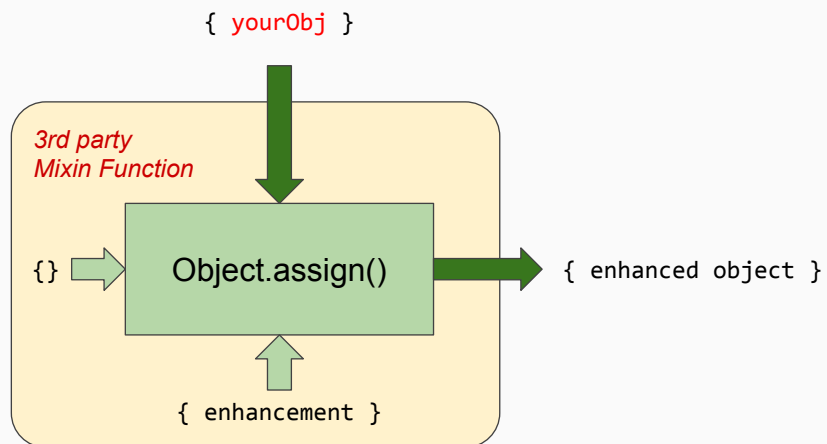 { yourObj }
3rd party
Mixin Function
{}
Object.assign()
{ enhanced object }
{ enhancement }